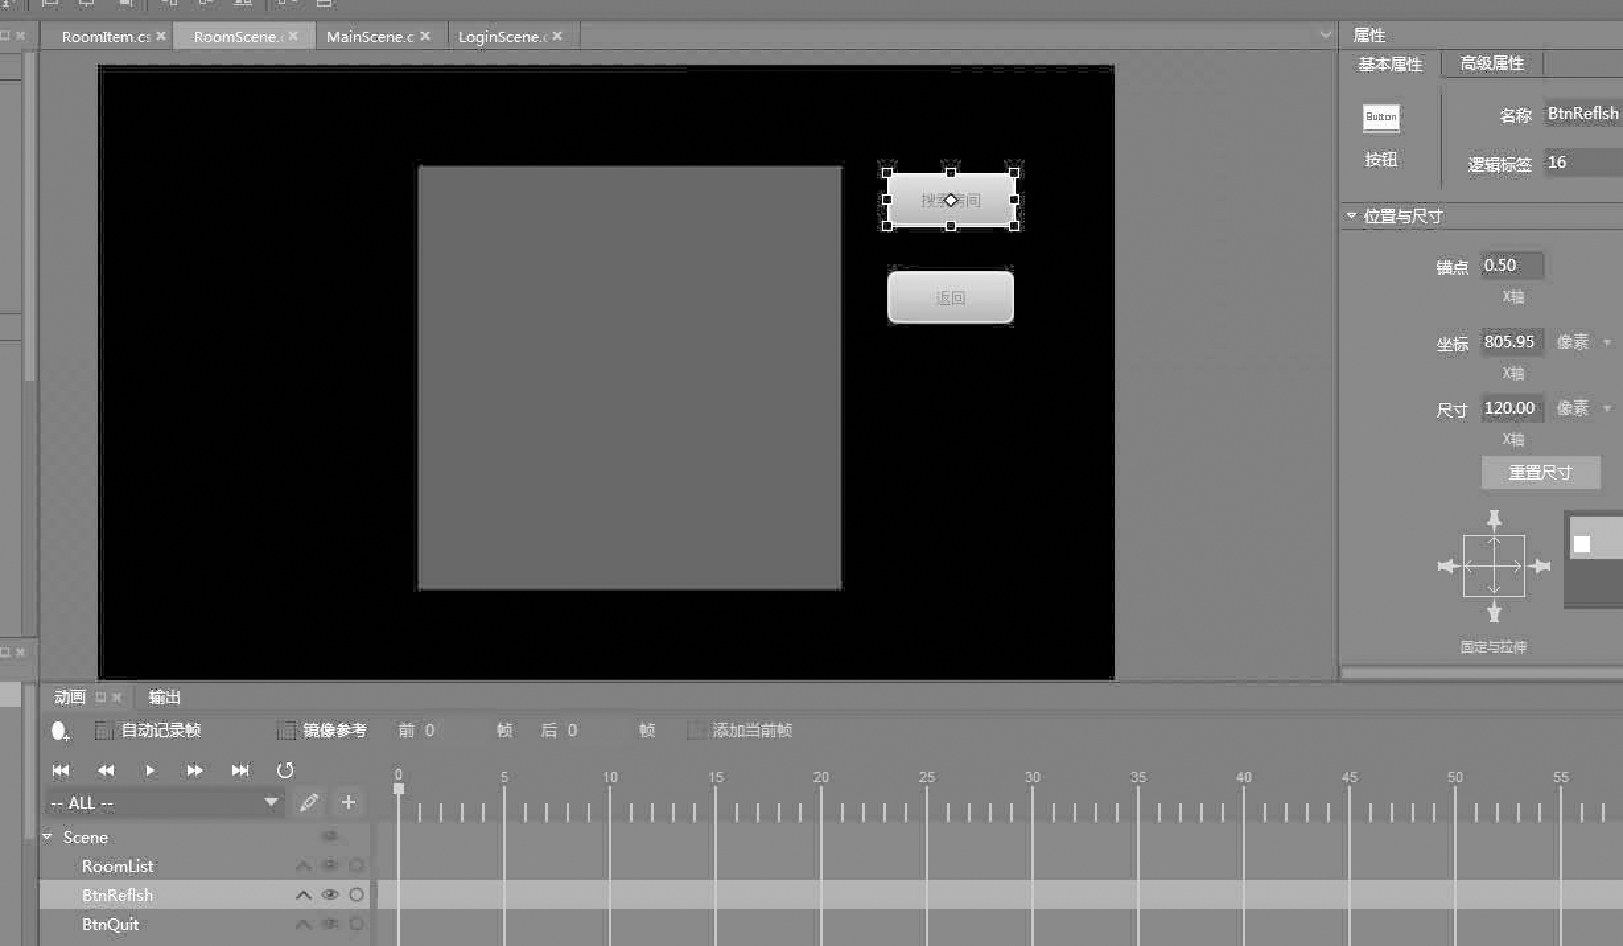 RoomItem.cs RoomScene. MainScene.c LoginScene.
属性
基本属性 高级属性
Button
按钮
名称 BtnReflsh
逻辑标签 16
位置与尺寸
锚点 0.50
X轴
坐标 805.95 像素
X轴
尺寸 120.00 像素
X轴
重置尺寸
固定与拉伸
搜索房间
返回
动画 输出
自动记录帧 镜像参考 前 0 帧 后 0 帧 添加当前帧
0 5 10 15 20 25 30 35 40 45 50 55
-- ALL --
Scene
RoomList
BtnReflsh
BtnQuit